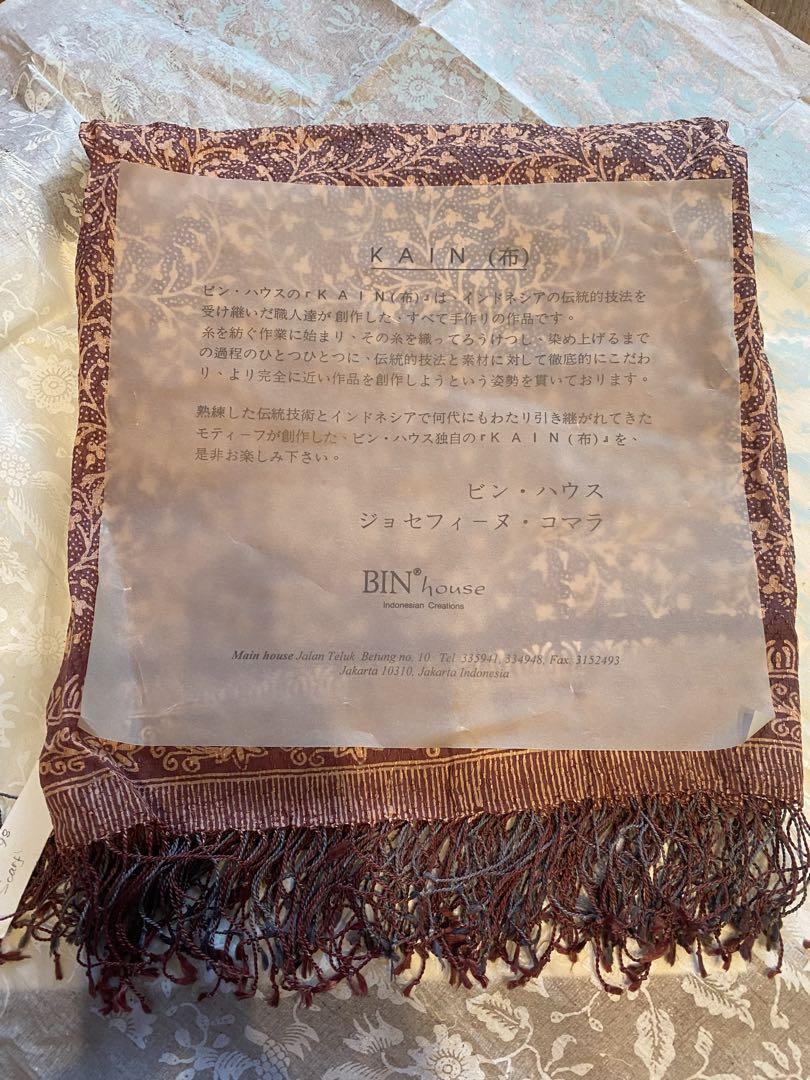 KAIN (布)
ビン・ハウスの『KAIN(布)』は、インドネシアの伝統的技法を
受け継いだ職人達が創作した、すべて手作りの作品です。
糸を紡ぐ作業に始まり、その糸を織ってろうけつし、染め上げるまで
の過程のひとつひとつに、伝統的技法と素材に対して徹底的にこだわ
り、より完全に近い作品を創作しようという姿勢を貫いております。
熟練した伝統技術とインドネシアで何代にもわたり引き継がれてきた
モティーフが創作した、ビン・ハウス独自の『KAIN(布)』を、
是非お楽しみ下さい。
ビン・ハウス
ジョセフィーヌ・コマラ
BIN® house
Indonesian Creations
Main house Jalan Teluk Betung no. 10 Tel 335941, 334948, Fax. 3152493
Jakarta 10310, Jakarta Indonesia
Scarf